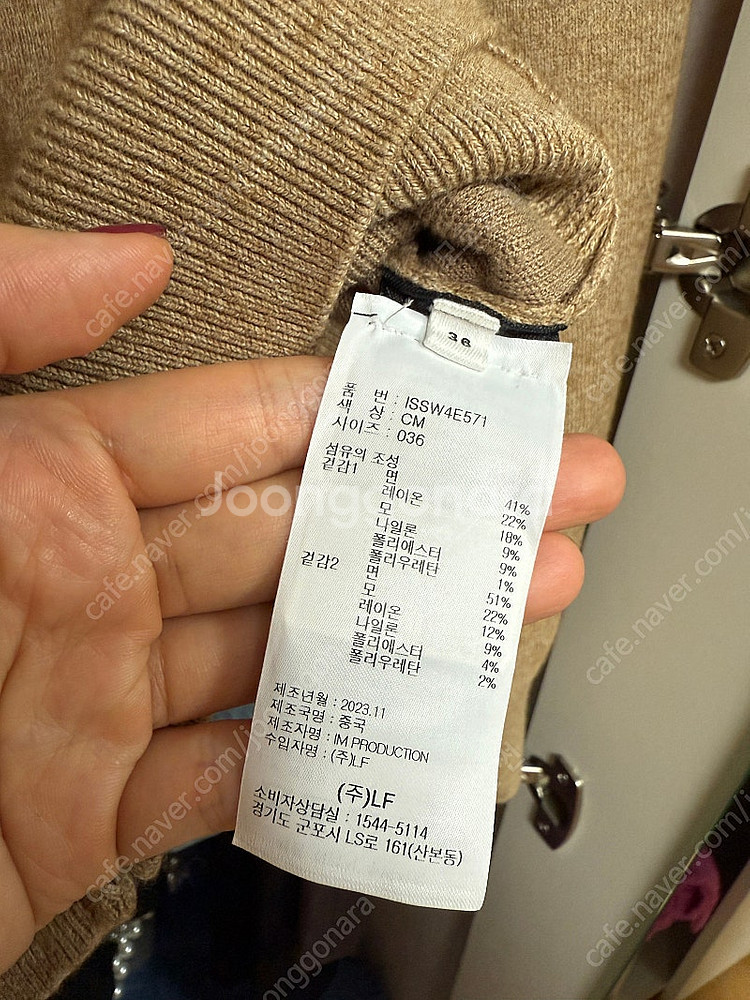 36
품 번 : ISSW4E571
색 상 : CM
사이즈 : 036
섬유의 조성
겉감1 면 41%
레이온 22%
모 18%
나일론 9%
폴리에스터 9%
폴리우레탄 1%
겉감2 면 51%
모 22%
레이온 12%
나일론 9%
폴리에스터 4%
폴리우레탄 2%
제조년월 : 2023.11
제조국명 : 중국
제조자명 : IM PRODUCTION
수입자명 : (주)LF
(주)LF
소비자상담실 : 1544-5114
경기도 군포시 LS로 161(산본동)
Joonggonara
cafe.naver.com/joonggonara